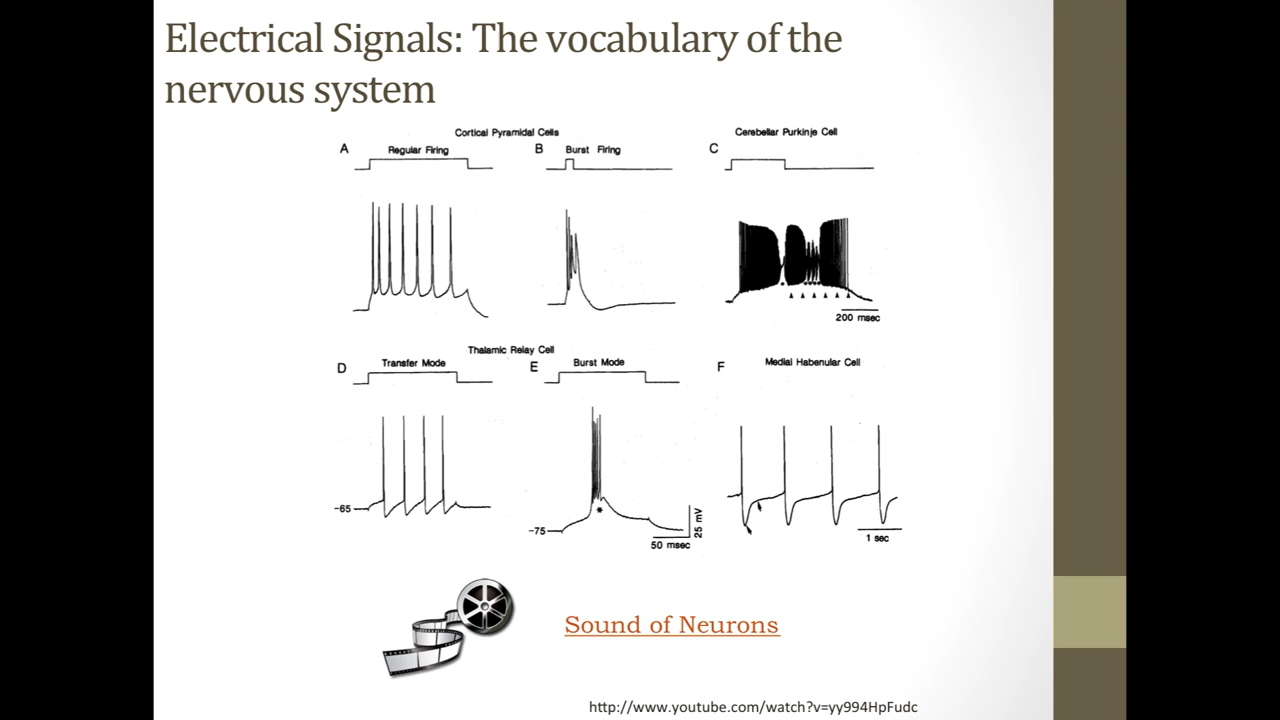 Electrical Signals: The vocabulary of the
nervous system
Cortical Pyramidal Cells
Cerebellar Purkinje Cell
A
Regular Firing
B
Burst Firing
C
200 msec
Thalamic Relay Cell
D
Transfer Mode
E
Burst Mode
F
Medial Habenular Cell
-65
*
-75
25 mV
50 msec
1 sec
Sound of Neurons
http://www.youtube.com/watch?v=yy994HpFudc